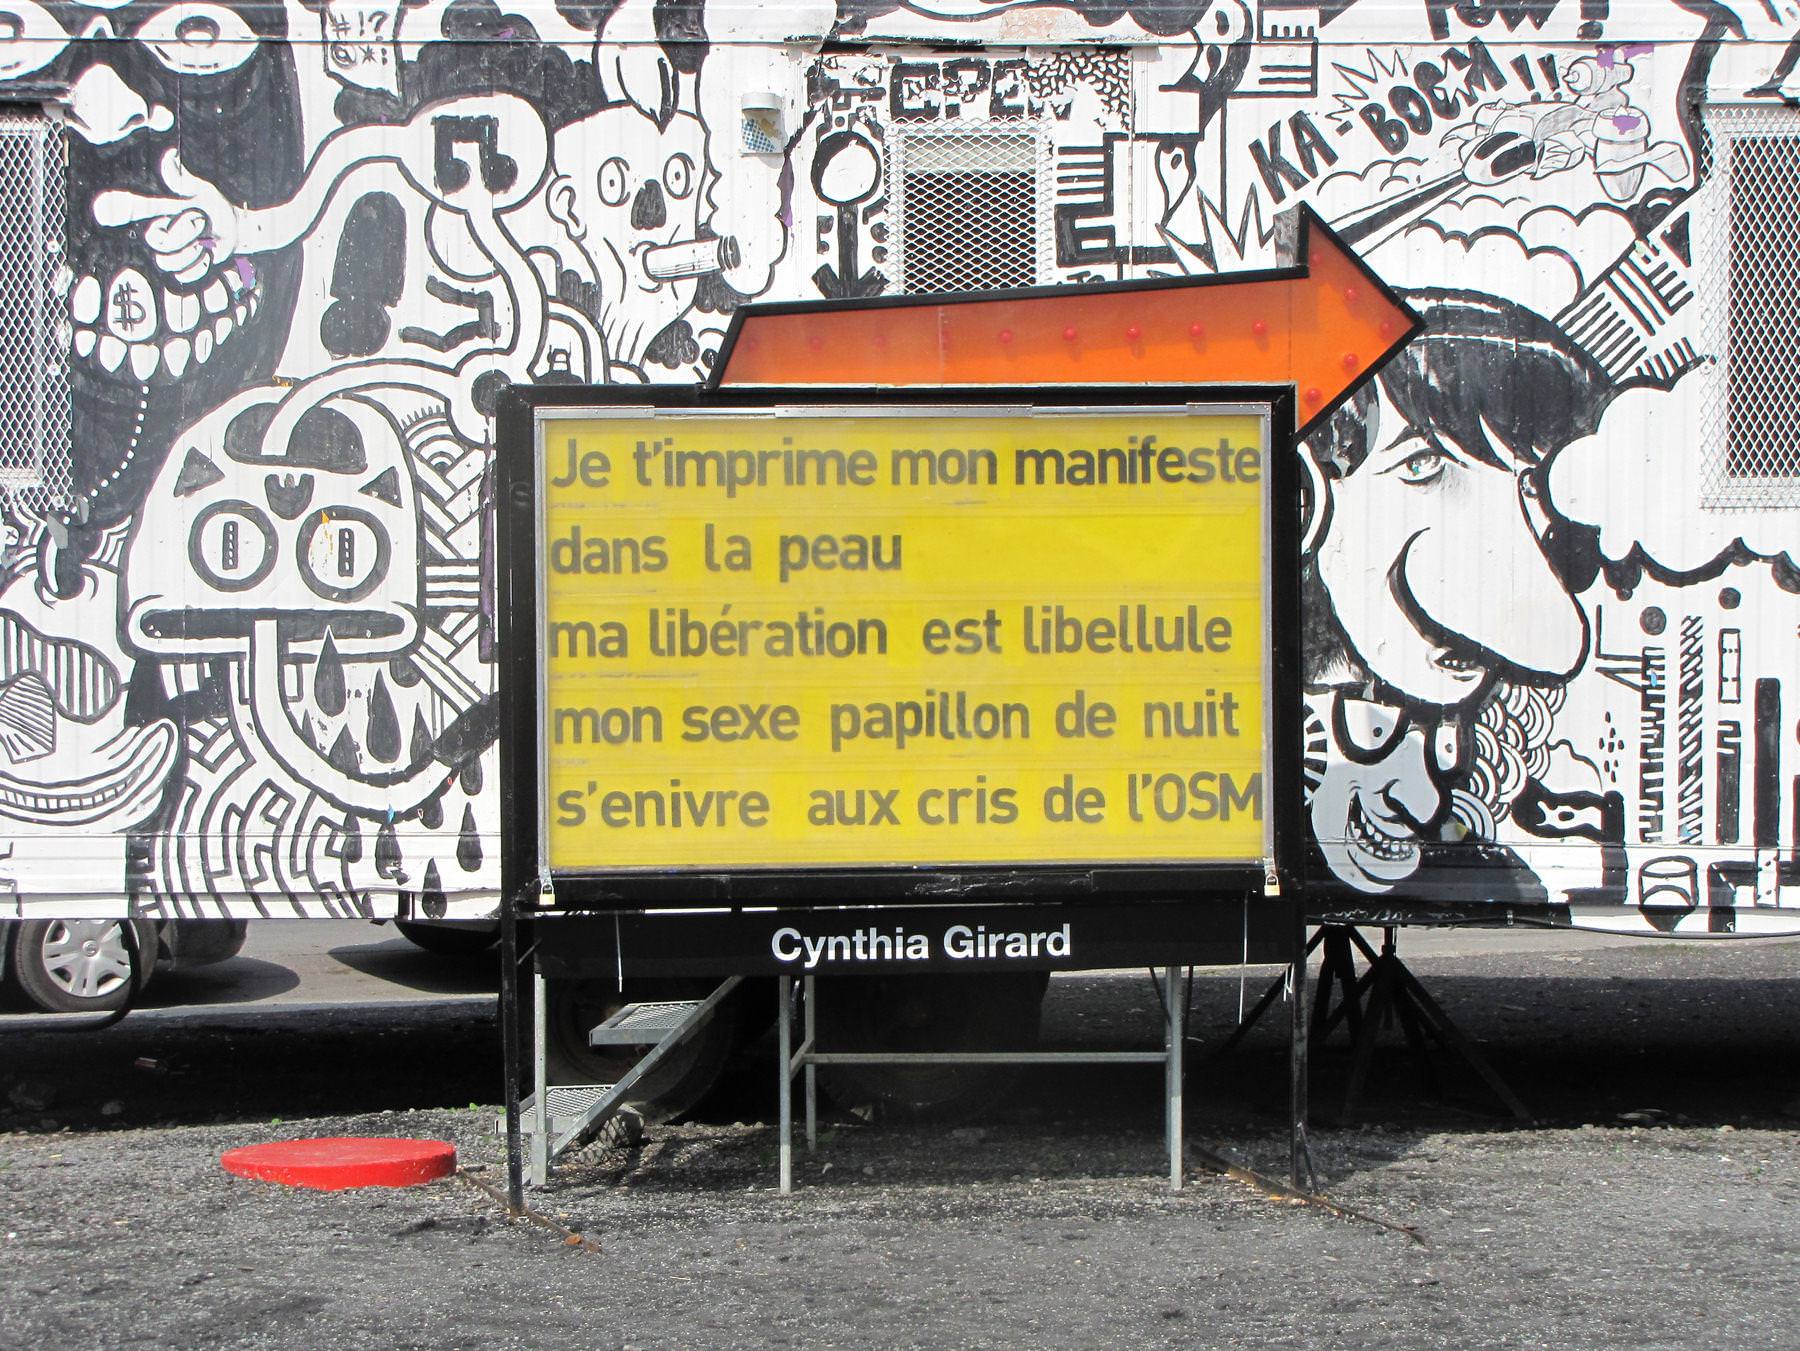 #!?
@*:
KA-BOOM!!
$
Je t'imprime mon manifeste
dans la peau
ma libération est libellule
mon sexe papillon de nuit
s'enivre aux cris de l'OSM
Cynthia Girard